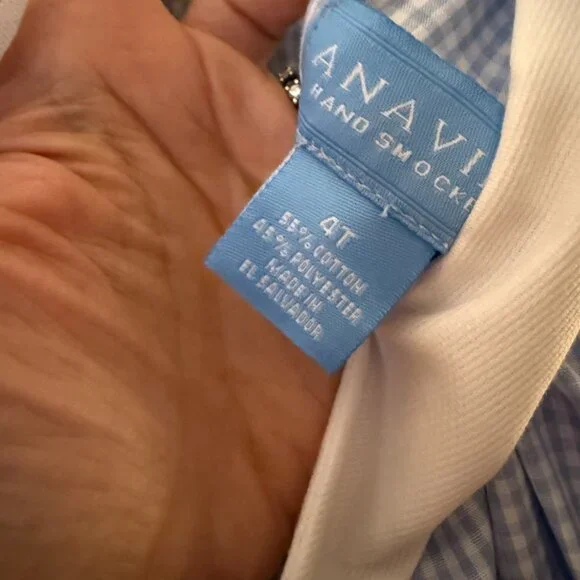 ANAVI
HAND SMOCKE
4T
55% COTTON
45% POLYESTER
MADE IN
EL SALVADOR